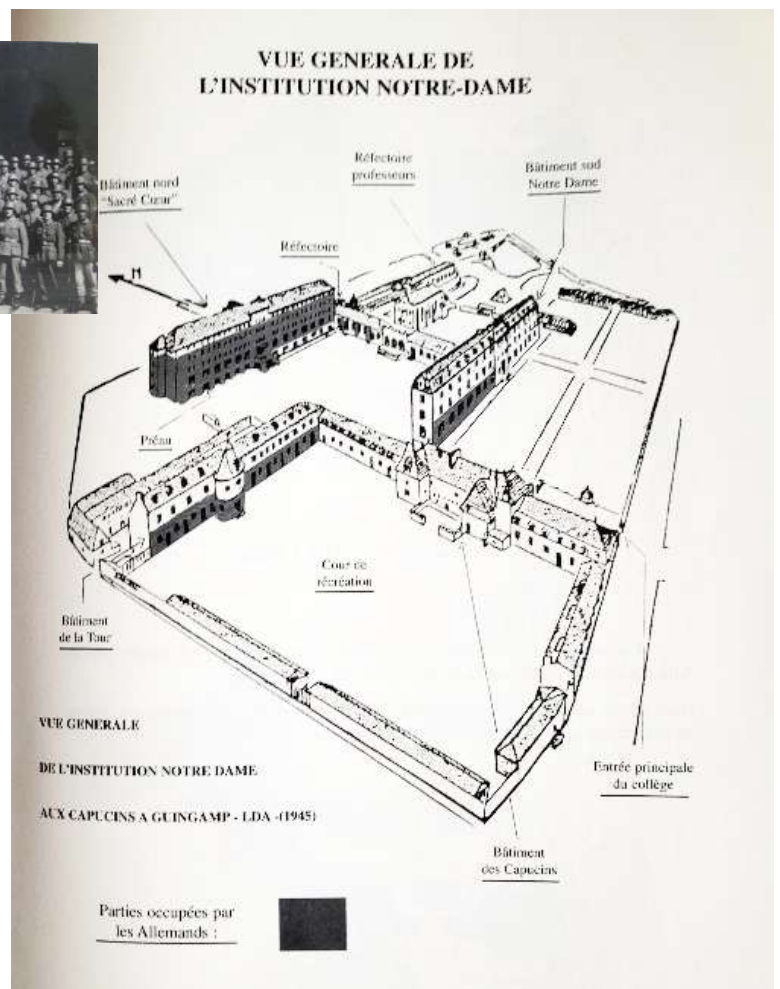 VUE GENERALE DE
L'INSTITUTION NOTRE-DAME
Réfectoire
professeurs
Bâtiment sud
Notre Dame
Bâtiment nord
"Sacré Cœur"
Réfectoire
N
Préau
Cour de
récréation
Bâtiment
de la Tour
VUE GENERALE
DE L'INSTITUTION NOTRE DAME
AUX CAPUCINS A GUINGAMP - LDA -(1945)
Entrée principale
du collège
Bâtiment
des Capucins
Parties occupées par
les Allemands :